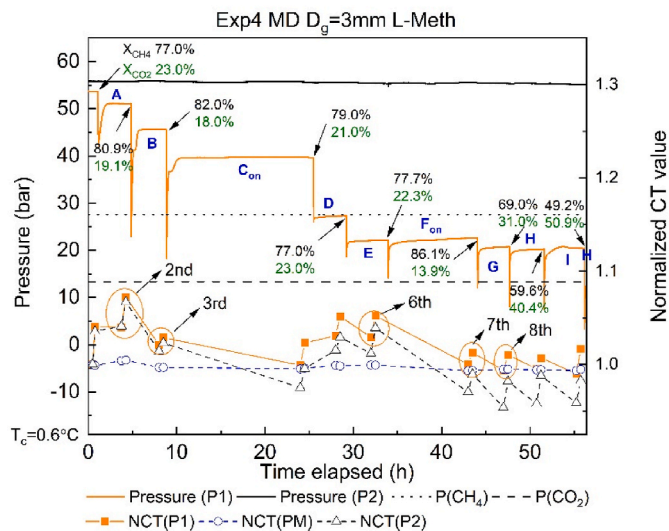 Exp4 MD Dg=3mm L-Meth
60
50
40
30
20
10
0
-10
Tc=0.6°C
Pressure (bar)
1.30
1.20
1.10
1.00
Normalized CT value
XCH4 77.0%
XCO2 23.0%
A
80.9%
19.1%
B
82.0%
18.0%
Con
79.0%
21.0%
D
77.0%
23.0%
E
77.7%
22.3%
Fon
86.1%
13.9%
G
69.0%
31.0%
H
59.6%
40.4%
I
49.2%
50.9%
H
2nd
3rd
6th
7th
8th
0 10 20 30 40 50
Time elapsed (h)
Pressure (P1) Pressure (P2) P(CH4) P(CO2)
NCT(P1) NCT(PM) NCT(P2)